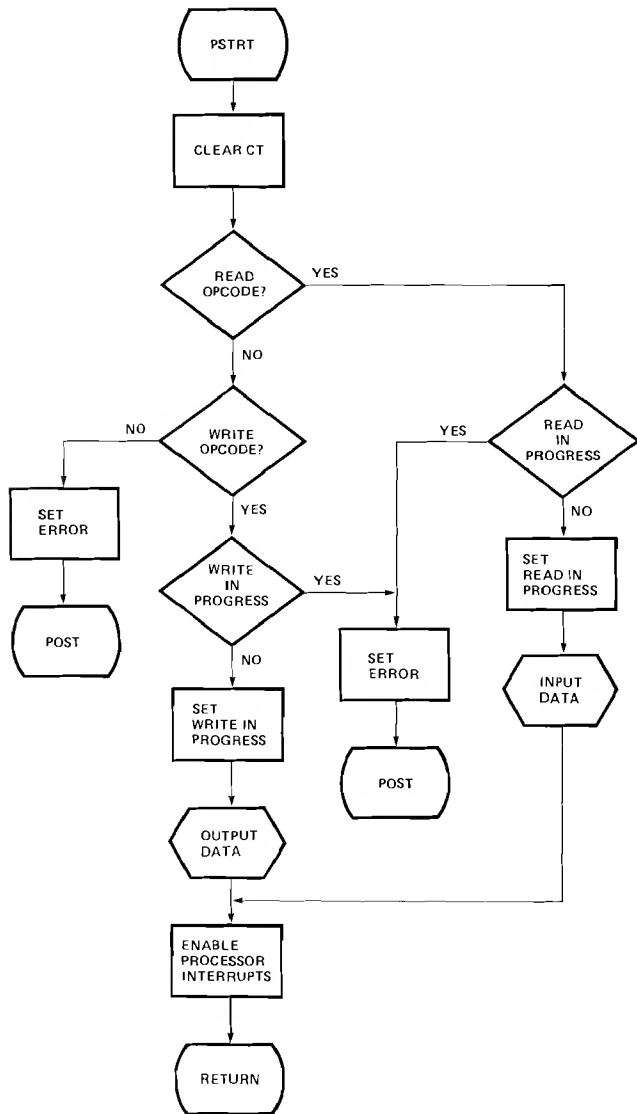 PSTRT
CLEAR CT
READ
OPCODE?
YES
NO
WRITE
OPCODE?
NO
YES
READ
IN
PROGRESS
YES
NO
SET
ERROR
POST
WRITE
IN
PROGRESS
YES
NO
SET
READ IN
PROGRESS
SET
ERROR
INPUT
DATA
SET
WRITE IN
PROGRESS
POST
OUTPUT
DATA
ENABLE
PROCESSOR
INTERRUPTS
RETURN